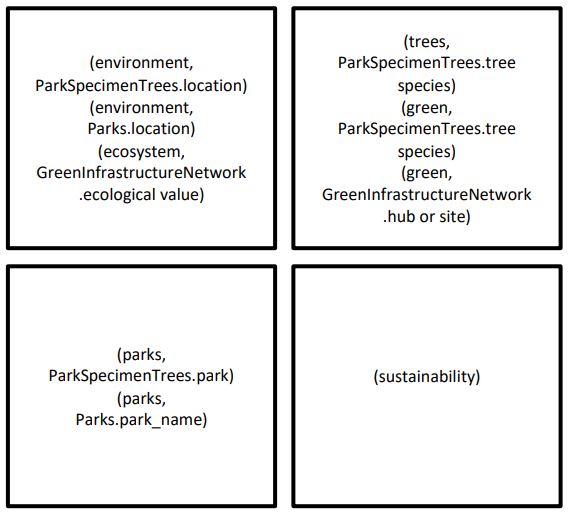 (environment,
ParkSpecimenTrees.location)
(environment,
Parks.location)
(ecosystem,
GreenInfrastructureNetwork
.ecological value)
(trees,
ParkSpecimenTrees.tree
species)
(green,
ParkSpecimenTrees.tree
species)
(green,
GreenInfrastructureNetwork
.hub or site)
(parks,
ParkSpecimenTrees.park)
(parks,
Parks.park_name)
(sustainability)